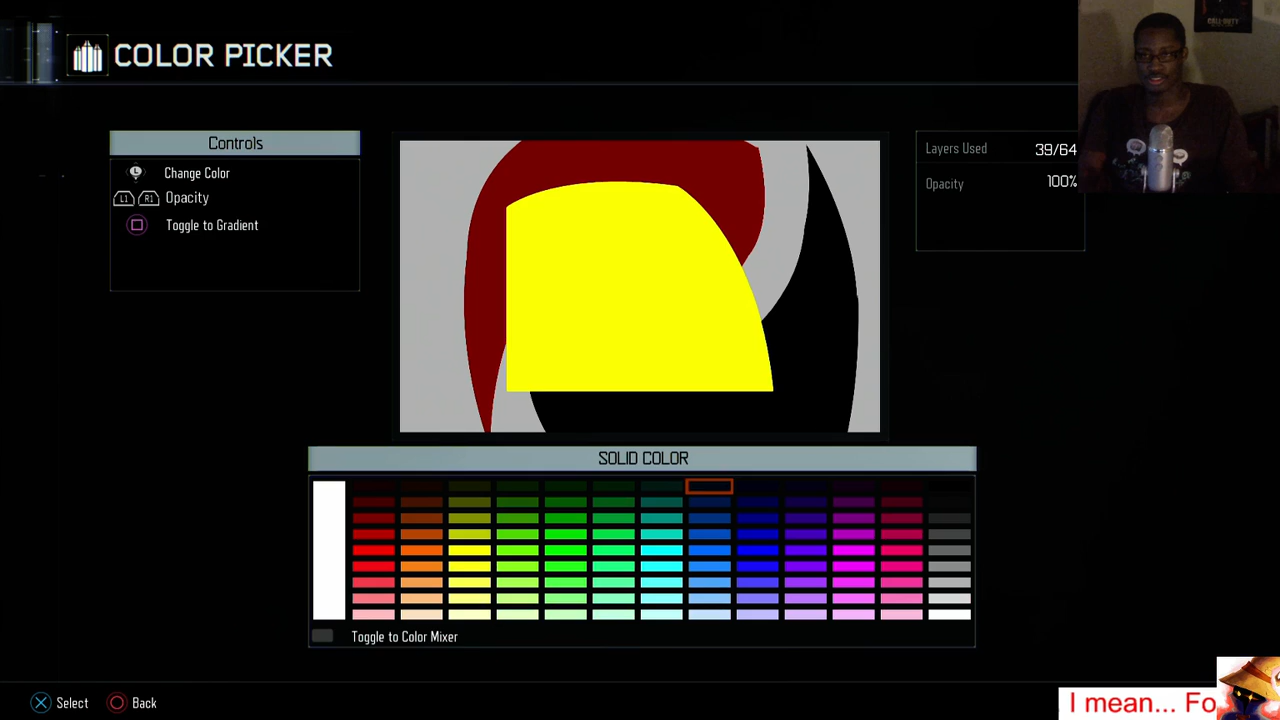 COLOR PICKER
Controls
L Change Color
L1 R1 Opacity
Toggle to Gradient
Layers Used 39/64
Opacity 100%
SOLID COLOR
Toggle to Color Mixer
Select Back
I mean... Fo